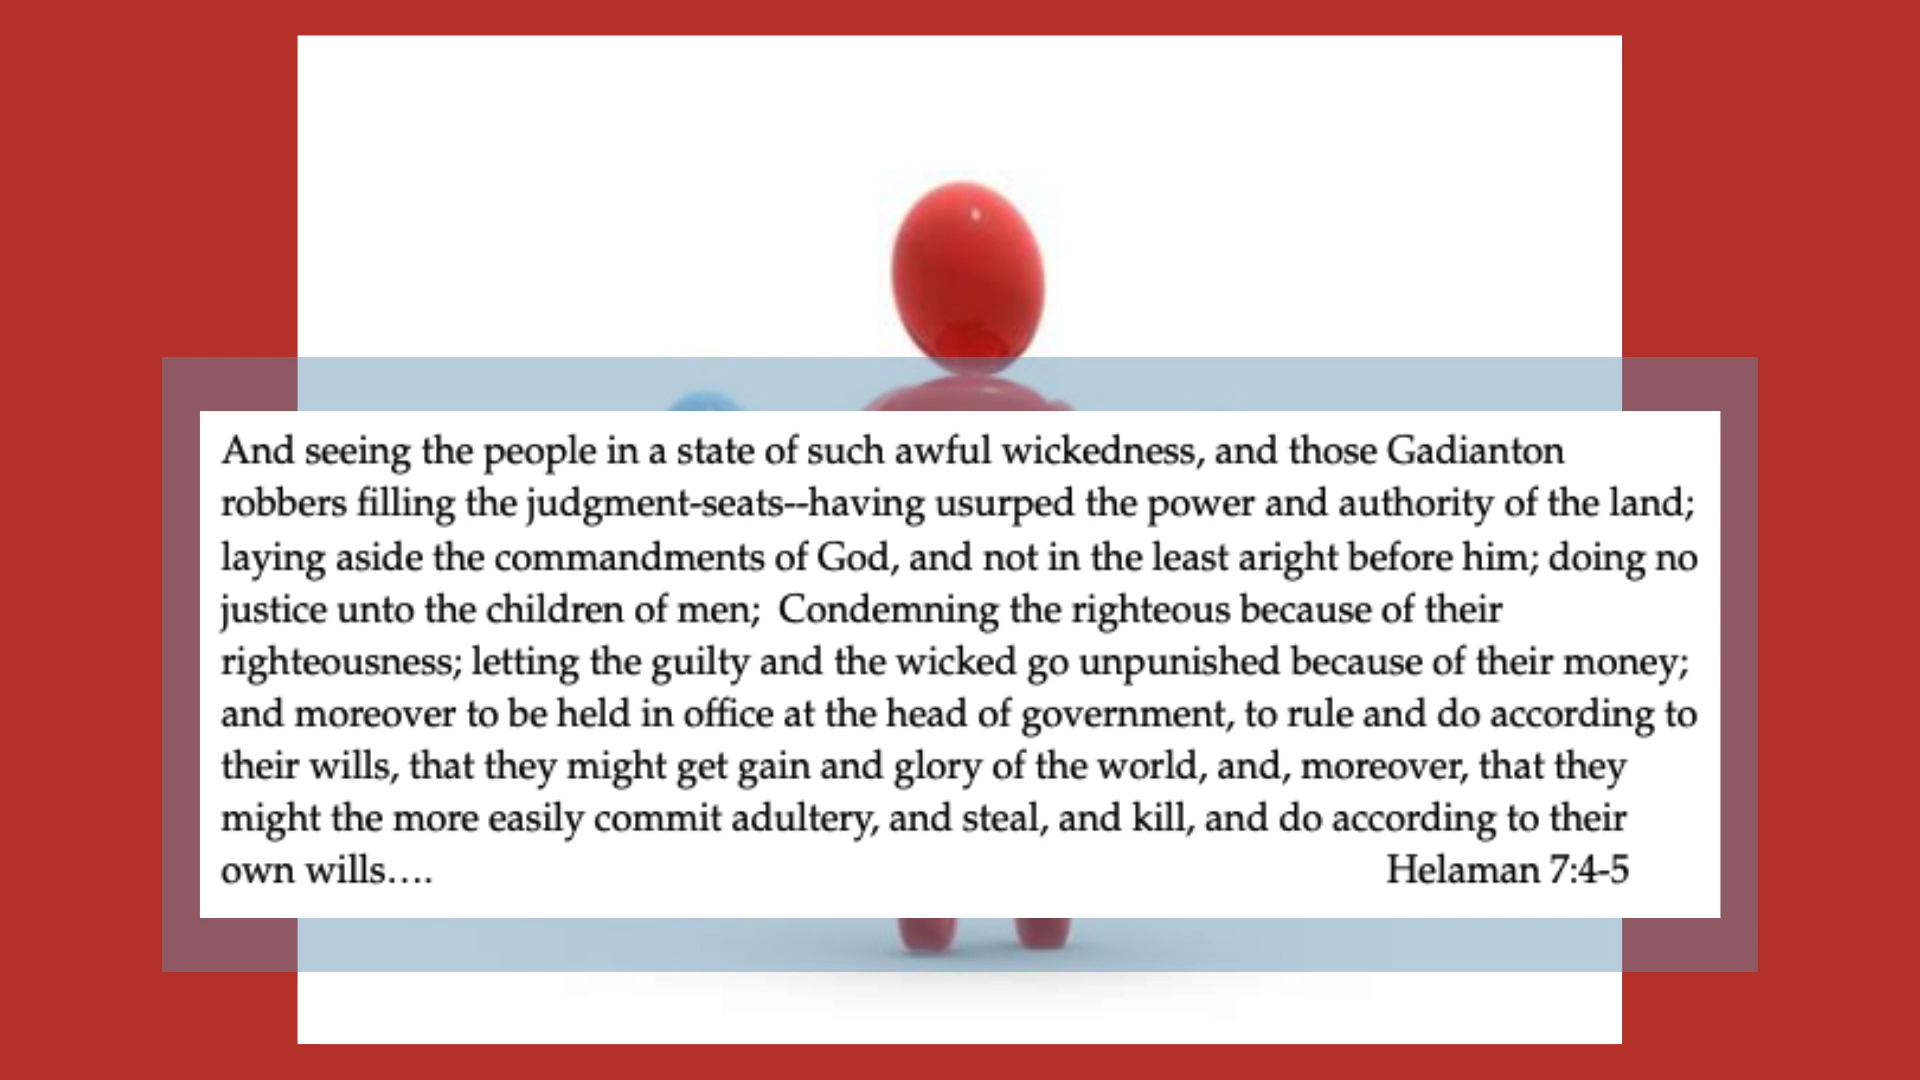 And seeing the people in a state of such awful wickedness, and those Gadianton
robbers filling the judgment-seats--having usurped the power and authority of the land;
laying aside the commandments of God, and not in the least aright before him; doing no
justice unto the children of men;  Condemning the righteous because of their
righteousness; letting the guilty and the wicked go unpunished because of their money;
and moreover to be held in office at the head of government, to rule and do according to
their wills, that they might get gain and glory of the world, and, moreover, that they
might the more easily commit adultery, and steal, and kill, and do according to their
own wills…. Helaman 7:4-5